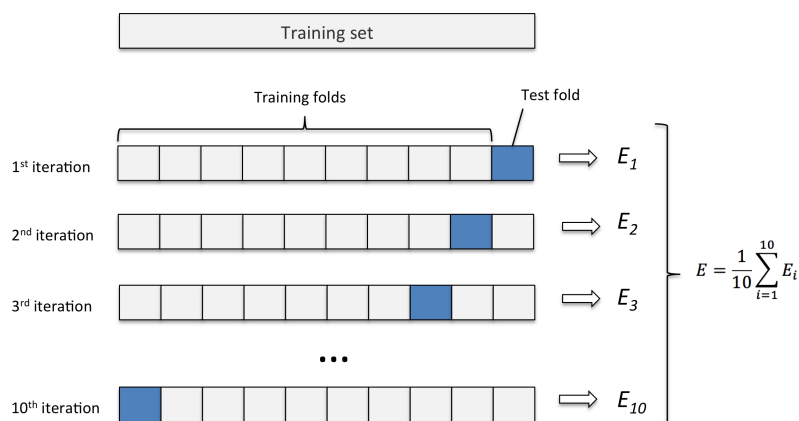 Training set
Training folds
Test fold
1st iteration
E1
2nd iteration
E2
E = 1/10 10∑i=1 Ei
3rd iteration
E3
...
10th iteration
E10